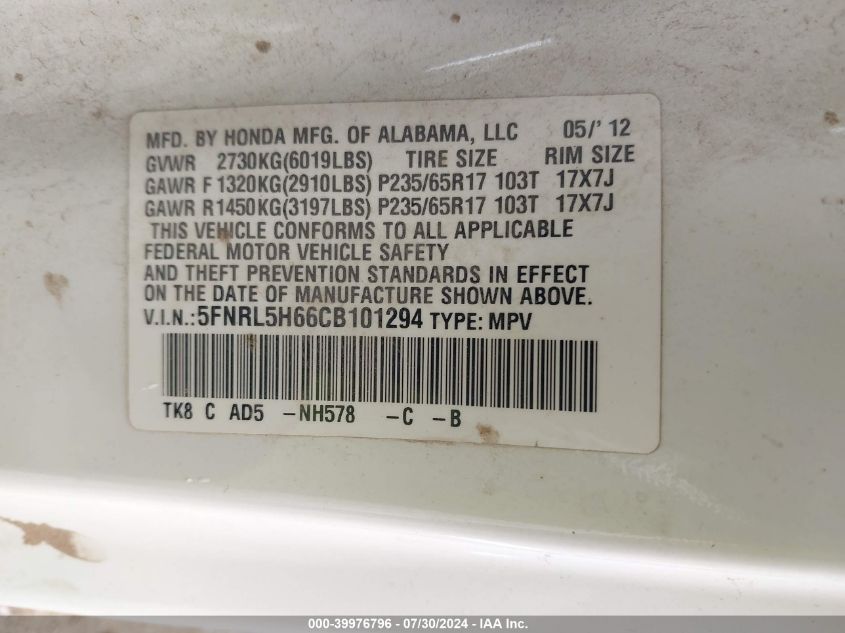 MFD. BY HONDA MFG. OF ALABAMA, LLC 05/' 12
GVWR 2730KG(6019LBS) TIRE SIZE RIM SIZE
GAWR F 1320KG(2910LBS) P235/65R17 103T 17X7J
GAWR R1450KG(3197LBS) P235/65R17 103T 17X7J
THIS VEHICLE CONFORMS TO ALL APPLICABLE
FEDERAL MOTOR VEHICLE SAFETY
AND THEFT PREVENTION STANDARDS IN EFFECT
ON THE DATE OF MANUFACTURE SHOWN ABOVE.
V.I.N.:5FNRL5H66CB101294 TYPE: MPV
TK8 C AD5 -NH578 -C -B
000-39976796 - 07/30/2024 - IAA Inc.